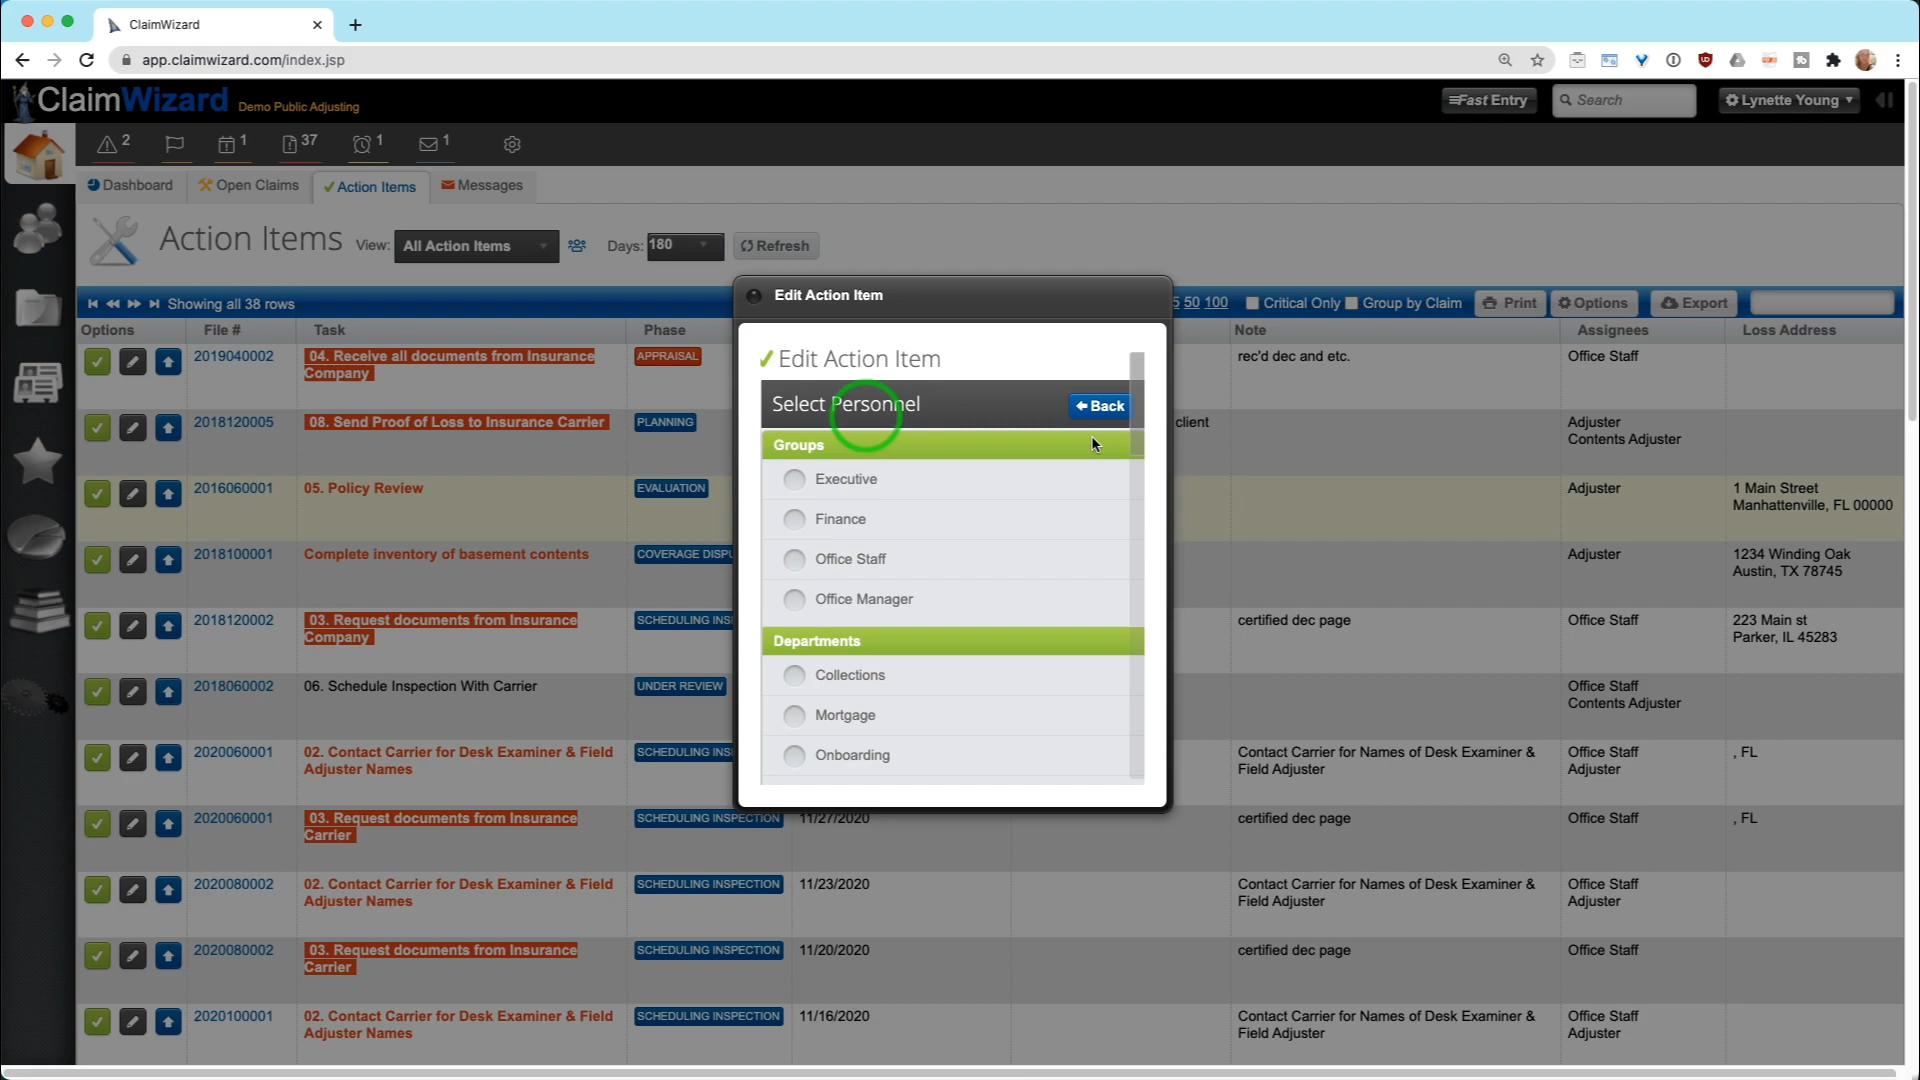 ClaimWizard
app.claimwizard.com/index.jsp
ClaimWizard Demo Public Adjusting
Fast Entry
Search
Lynette Young
2
1
37
1
1
Dashboard
Open Claims
Action Items
Messages
Action Items View: All Action Items Days: 180 Refresh
Showing all 38 rows
5 50 100 Critical Only Group by Claim Print Options Export
Options File # Task Phase Note Assignees Loss Address
2019040002 04. Receive all documents from Insurance Company APPRAISAL rec'd dec and etc. Office Staff
2018120005 08. Send Proof of Loss to Insurance Carrier PLANNING client Adjuster
Contents Adjuster
2016060001 05. Policy Review EVALUATION Adjuster 1 Main Street
Manhattenville, FL 00000
2018100001 Complete inventory of basement contents COVERAGE DISPU Adjuster 1234 Winding Oak
Austin, TX 78745
2018120002 03. Request documents from Insurance Company SCHEDULING INS certified dec page Office Staff 223 Main st
Parker, IL 45283
2018060002 06. Schedule Inspection With Carrier UNDER REVIEW Office Staff
Contents Adjuster
2020060001 02. Contact Carrier for Desk Examiner & Field Adjuster Names SCHEDULING INS Contact Carrier for Names of Desk Examiner & Field Adjuster Office Staff
Adjuster , FL
2020060001 03. Request documents from Insurance Carrier SCHEDULING INSPECTION 11/27/2020 certified dec page Office Staff , FL
2020080002 02. Contact Carrier for Desk Examiner & Field Adjuster Names SCHEDULING INSPECTION 11/23/2020 Contact Carrier for Names of Desk Examiner & Field Adjuster Office Staff
Adjuster
2020080002 03. Request documents from Insurance Carrier SCHEDULING INSPECTION 11/20/2020 certified dec page Office Staff
2020100001 02. Contact Carrier for Desk Examiner & Field Adjuster Names SCHEDULING INSPECTION 11/16/2020 Contact Carrier for Names of Desk Examiner & Field Adjuster Office Staff
Adjuster
Edit Action Item
Edit Action Item
Select Personnel
Back
Groups
Executive
Finance
Office Staff
Office Manager
Departments
Collections
Mortgage
Onboarding